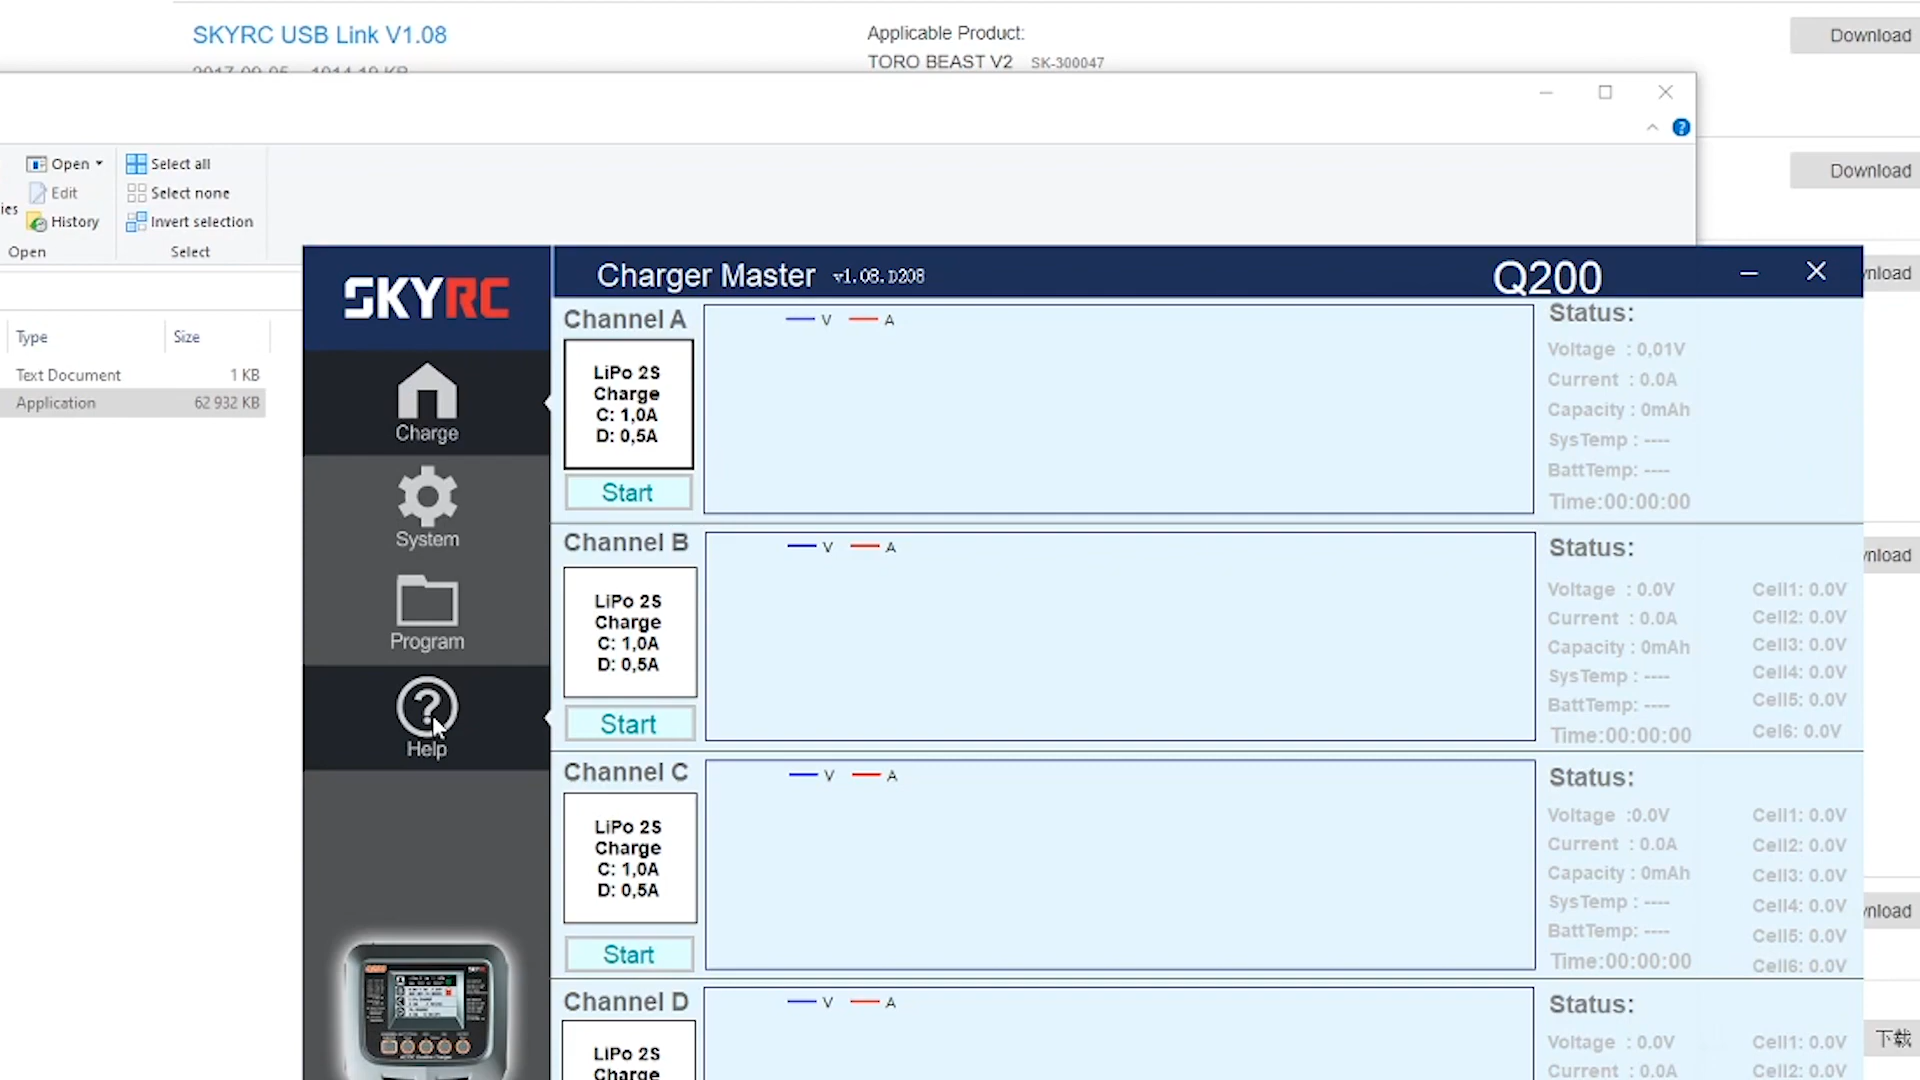 SKYRC USB Link V1.08
Applicable Product:
Download
TORO BEAST V2 SK-300047
Open
Select all
Download
Edit
Select none
ies
History
Invert selection
Open
Select
SKYRC
Charger Master v1.08.D208
Q200
nload
Type
Size
Text Document
1 KB
Application
62 932 KB
Charge
System
Program
Help
Channel A
V
A
LiPo 2S
Charge
C: 1,0A
D: 0,5A
Start
Status:
Voltage : 0,01V
Current : 0.0A
Capacity : 0mAh
SysTemp : ----
BattTemp: ----
Time:00:00:00
Channel B
V
A
LiPo 2S
Charge
C: 1,0A
D: 0,5A
Start
Status:
Voltage : 0.0V
Current : 0.0A
Capacity : 0mAh
SysTemp : ----
BattTemp: ----
Time:00:00:00
Cell1: 0.0V
Cell2: 0.0V
Cell3: 0.0V
Cell4: 0.0V
Cell5: 0.0V
Cel6: 0.0V
nload
Channel C
V
A
LiPo 2S
Charge
C: 1,0A
D: 0,5A
Start
Status:
Voltage :0.0V
Current : 0.0A
Capacity : 0mAh
SysTemp : ----
BattTemp: ----
Time:00:00:00
Cell1: 0.0V
Cell2: 0.0V
Cell3: 0.0V
Cell4: 0.0V
Cell5: 0.0V
Cell6: 0.0V
nload
Channel D
V
A
LiPo 2S
Charge
Status:
Voltage : 0.0V
Current : 0.0A
Cell1: 0.0V
Cell2: 0.0V
下载